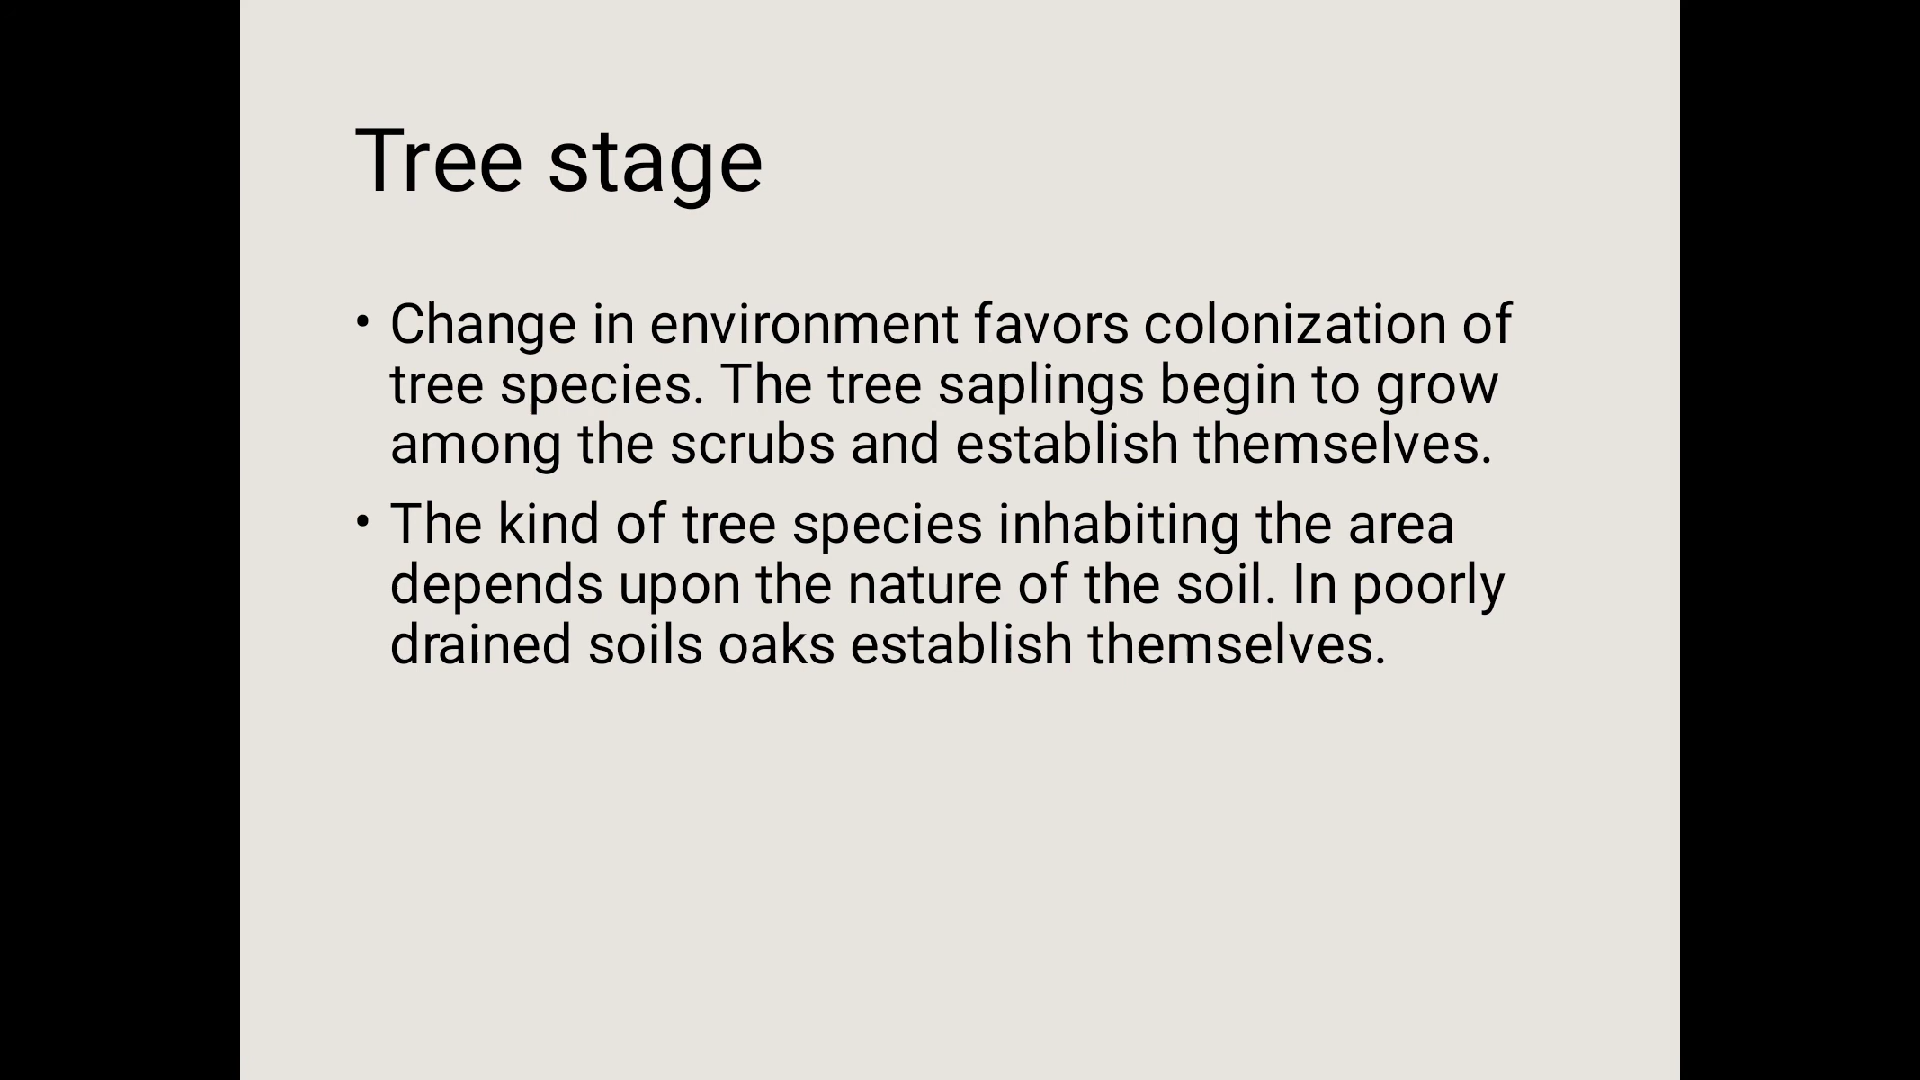 Tree stage
• Change in environment favors colonization of
tree species. The tree saplings begin to grow
among the scrubs and establish themselves.
• The kind of tree species inhabiting the area
depends upon the nature of the soil. In poorly
drained soils oaks establish themselves.